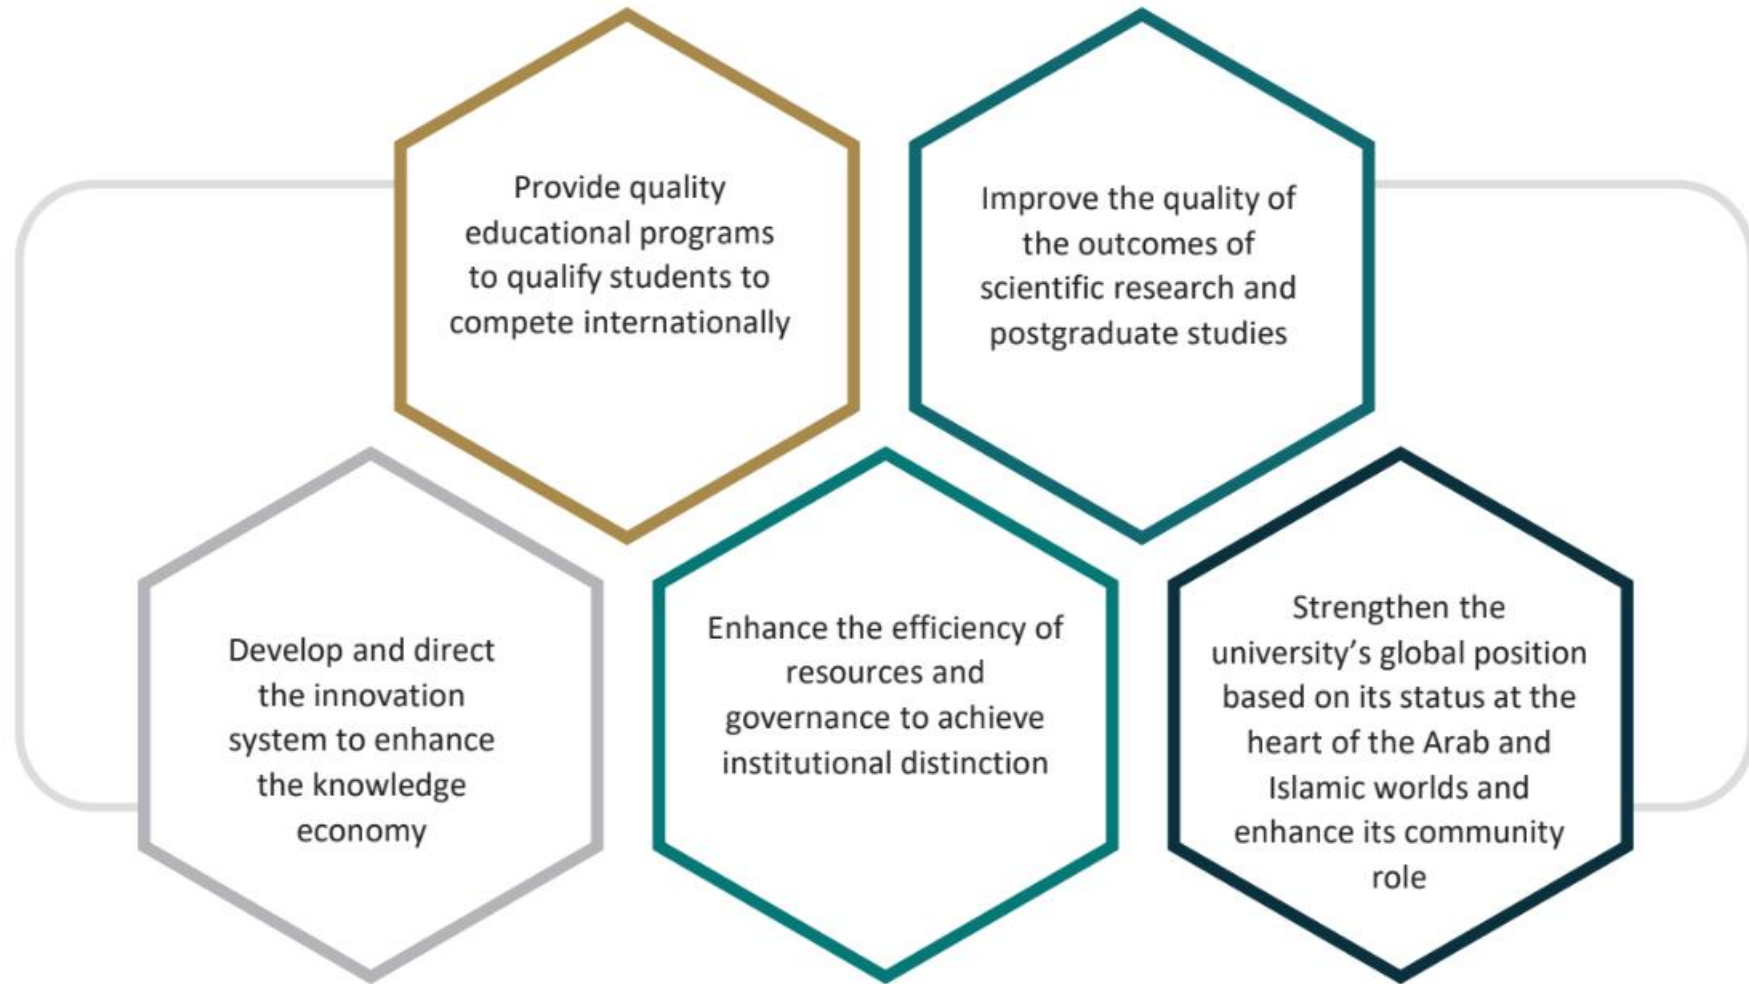 Provide quality
educational programs
to qualify students to
compete internationally
Improve the quality of
the outcomes of
scientific research and
postgraduate studies
Develop and direct
the innovation
system to enhance
the knowledge
economy
Enhance the efficiency of
resources and
governance to achieve
institutional distinction
Strengthen the
university’s global position
based on its status at the
heart of the Arab and
Islamic worlds and
enhance its community
role